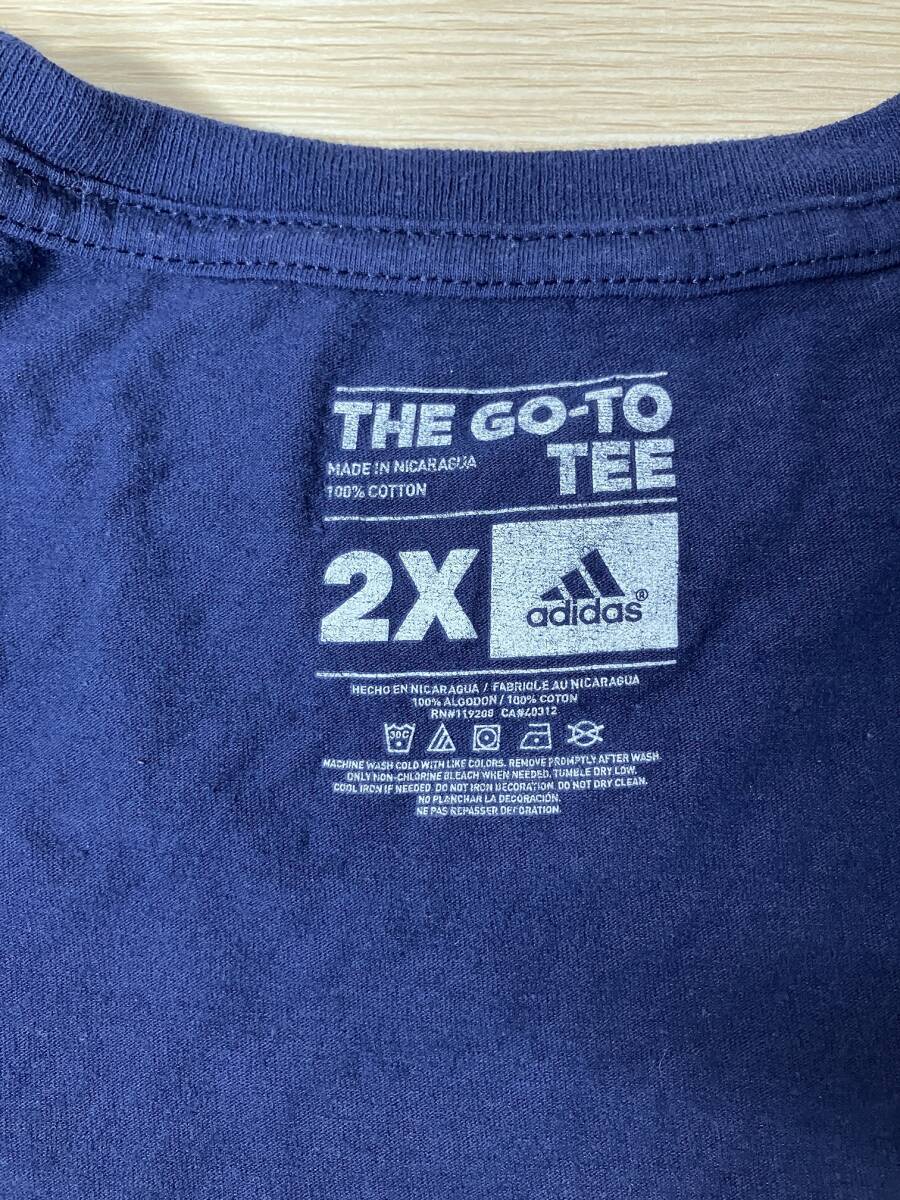 THE GO-TO
TEE
MADE IN NICARAGUA
100% COTTON
2X
adidas®
HECHO EN NICARAGUA / FABRIQUE AU NICARAGUA
100% ALGODON / 100% COTON
RN#119208 CA#40312
30C
MACHINE WASH COLD WITH LIKE COLORS. REMOVE PROMPTLY AFTER WASH.
ONLY NON-CHLORINE BLEACH WHEN NEEDED. TUMBLE DRY LOW.
COOL IRON IF NEEDED. DO NOT IRON DECORATION. DO NOT DRY CLEAN.
NO PLANCHAR LA DECORACIÓN.
NE PAS REPASSER DECORATION.